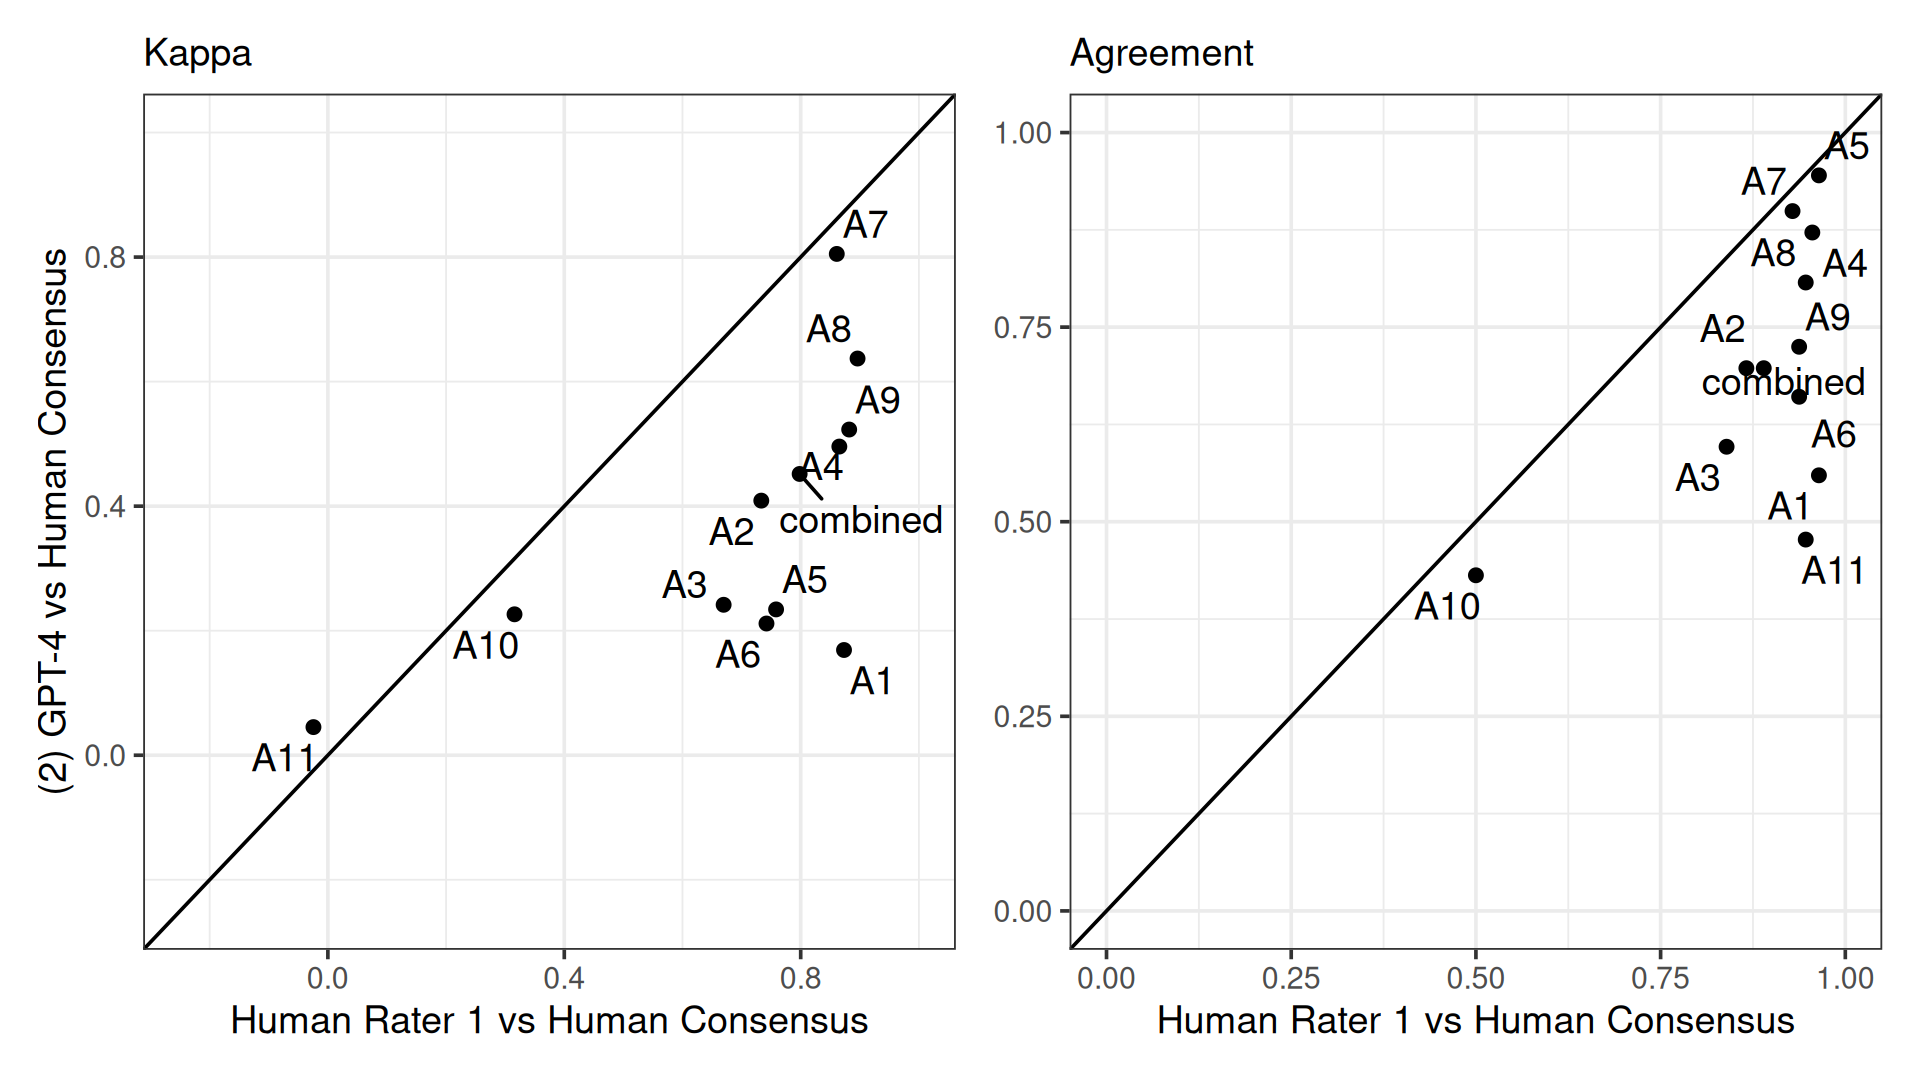 Kappa
Agreement
(2) GPT-4 vs Human Consensus
0.8
0.4
0.0
A7
A8
A9
A4
combined
A2
A3
A5
A6
A10
A1
A11
0.0
0.4
0.8
Human Rater 1 vs Human Consensus
1.00
0.75
0.50
0.25
0.00
A5
A7
A8
A4
A9
A2
combined
A6
A3
A1
A11
A10
0.00
0.25
0.50
0.75
1.00
Human Rater 1 vs Human Consensus